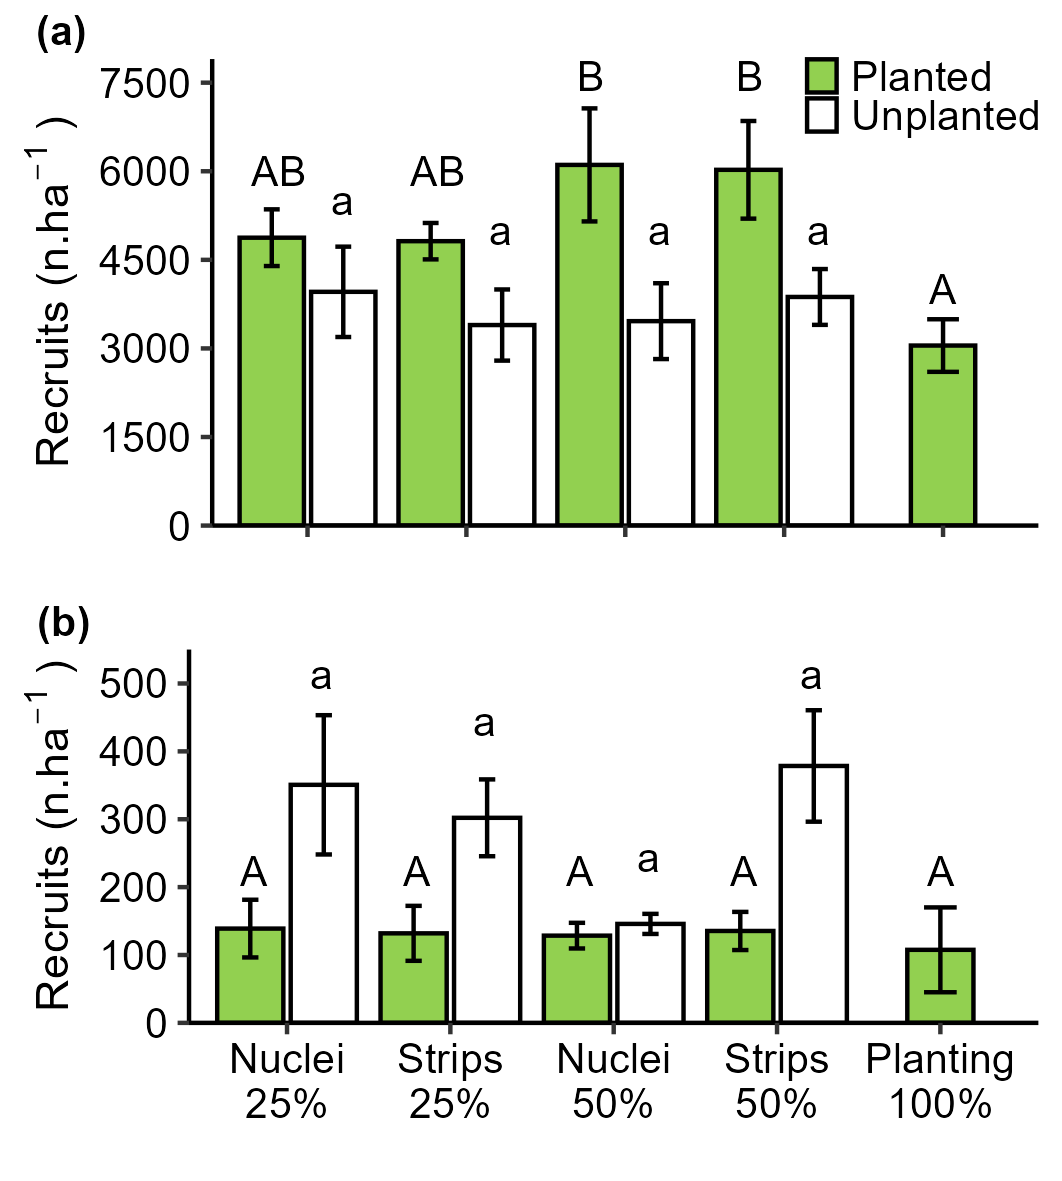 (a)
Recruits (n.ha⁻¹ )
7500
6000
4500
3000
1500
0
AB
a
AB
a
B
a
B
a
A
Planted
Unplanted
(b)
Recruits (n.ha⁻¹ )
500
400
300
200
100
0
A
a
A
a
A
a
A
a
A
Nuclei
25%
Strips
25%
Nuclei
50%
Strips
50%
Planting
100%